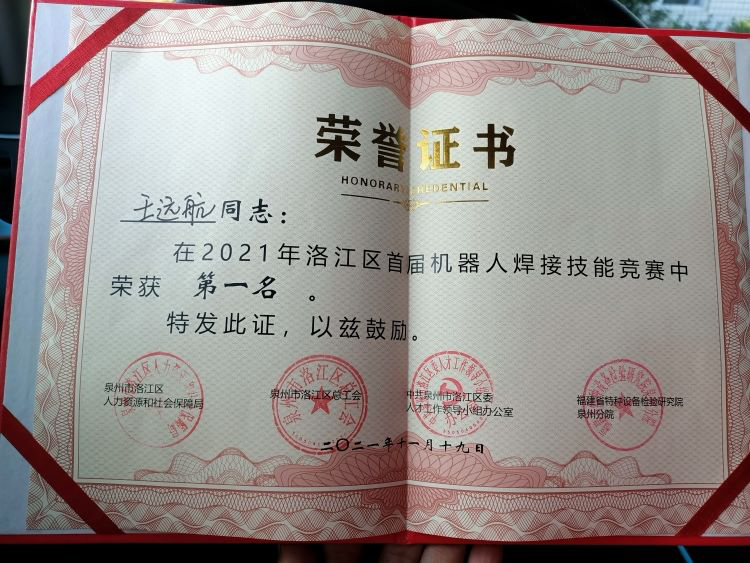 荣誉证书
HONORARY CREDENTIAL
王远航同志：
在2021年洛江区首届机器人焊接技能竞赛中
荣获 第一名 。
特发此证，以兹鼓励。
泉州市洛江区
人力资源和社会保障局
泉州市洛江区总工会
中共泉州市洛江区委
人才工作领导小组办公室
福建省特种设备检验研究院
泉州分院
二〇二一年十一月十九日